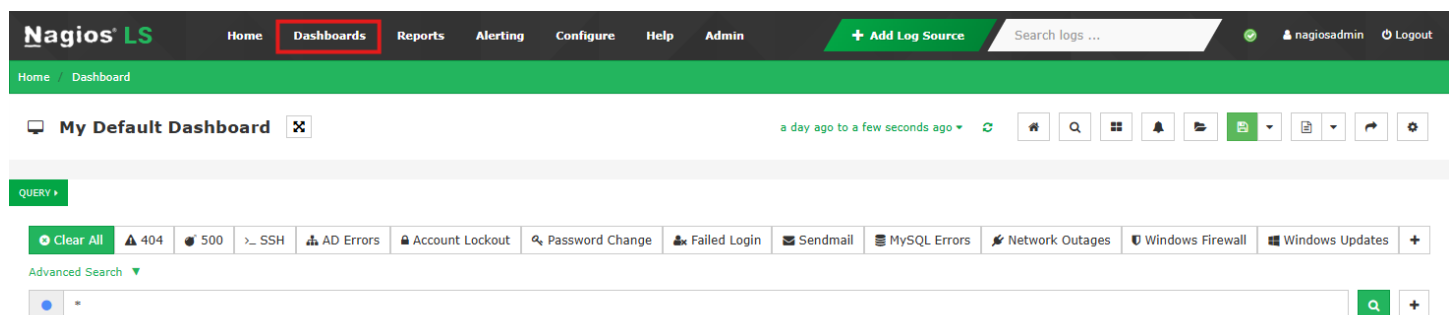 Nagios® LS Home Dashboards Reports Alerting Configure Help Admin + Add Log Source Search logs ... nagiosadmin Logout
Home / Dashboard
My Default Dashboard a day ago to a few seconds ago
QUERY
Clear All 404 500 >_ SSH AD Errors Account Lockout Password Change Failed Login Sendmail MySQL Errors Network Outages Windows Firewall Windows Updates +
Advanced Search ▼
* +